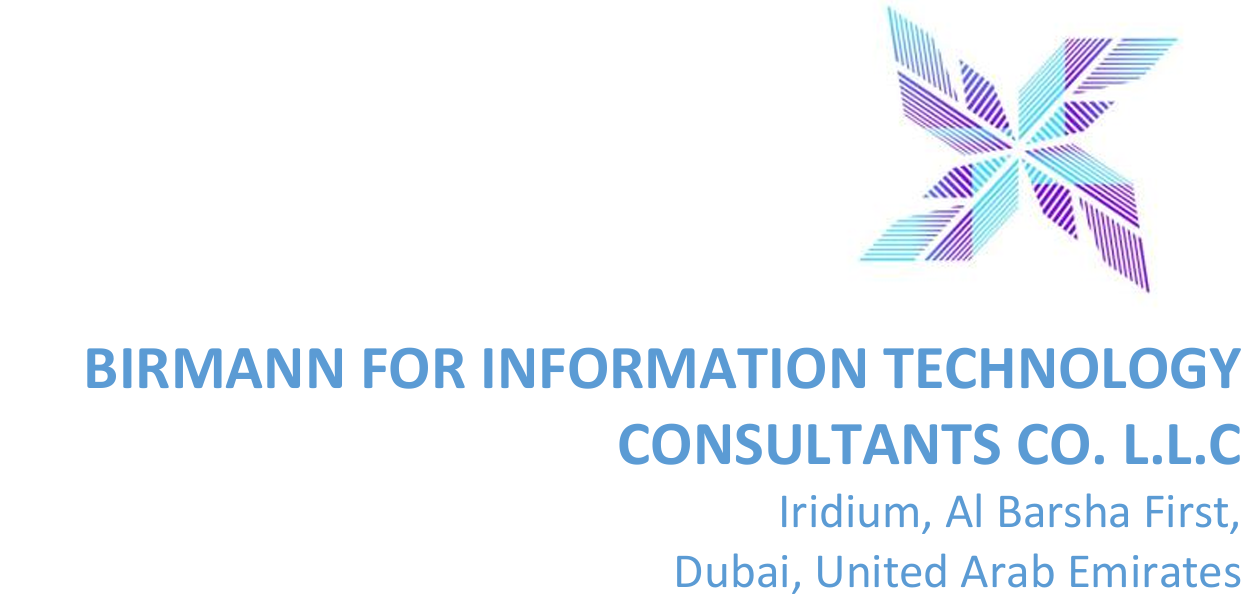 BIRMANN FOR INFORMATION TECHNOLOGY
CONSULTANTS CO. L.L.C
Iridium, Al Barsha First,
Dubai, United Arab Emirates